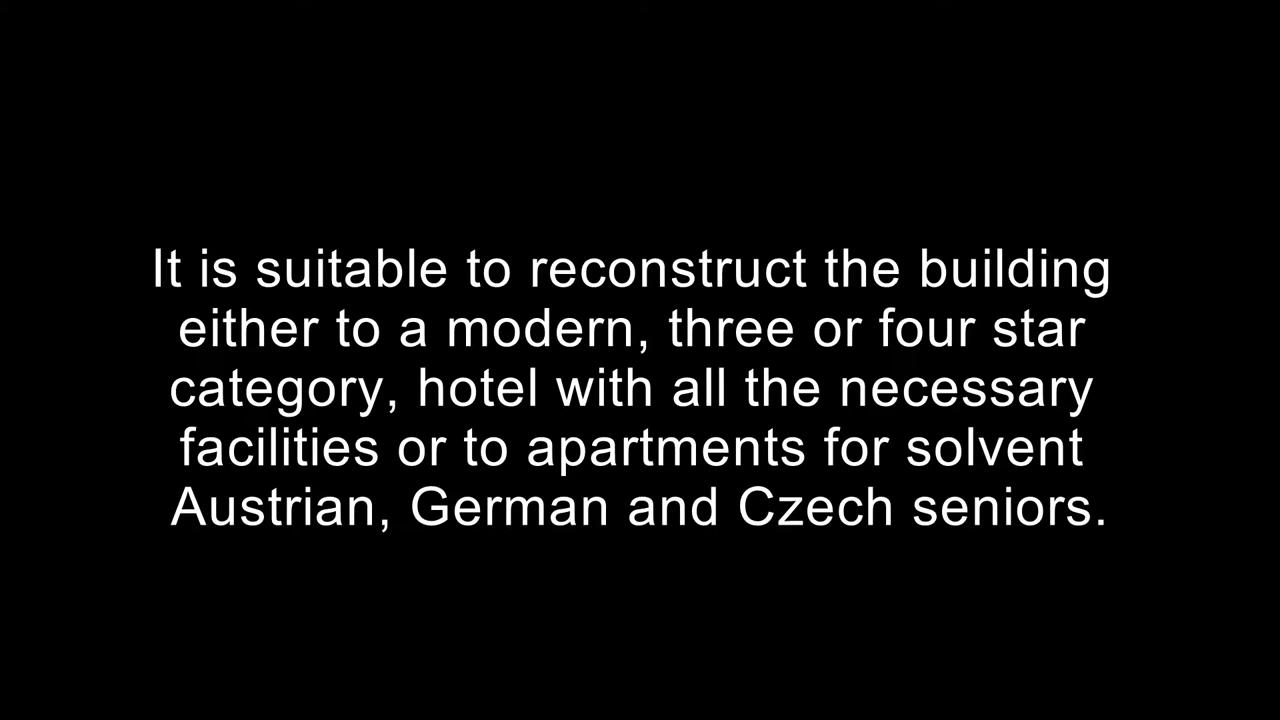 It is suitable to reconstruct the building
either to a modern, three or four star
category, hotel with all the necessary
facilities or to apartments for solvent
Austrian, German and Czech seniors.